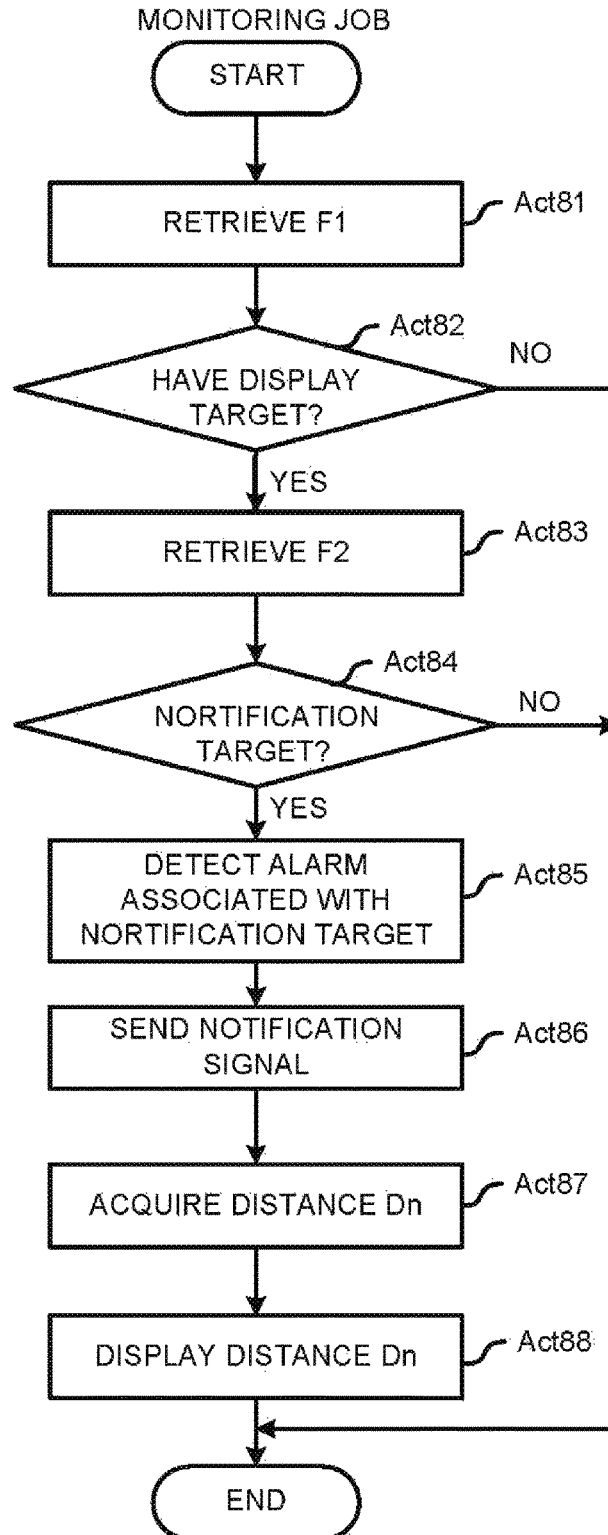 MONITORING JOB
START
RETRIEVE F1
Act81
Act82
HAVE DISPLAY
TARGET?
NO
YES
RETRIEVE F2
Act83
Act84
NORTIFICATION
TARGET?
NO
YES
DETECT ALARM
ASSOCIATED WITH
NORTIFICATION TARGET
Act85
SEND NOTIFICATION
SIGNAL
Act86
ACQUIRE DISTANCE Dn
Act87
DISPLAY DISTANCE Dn
Act88
END